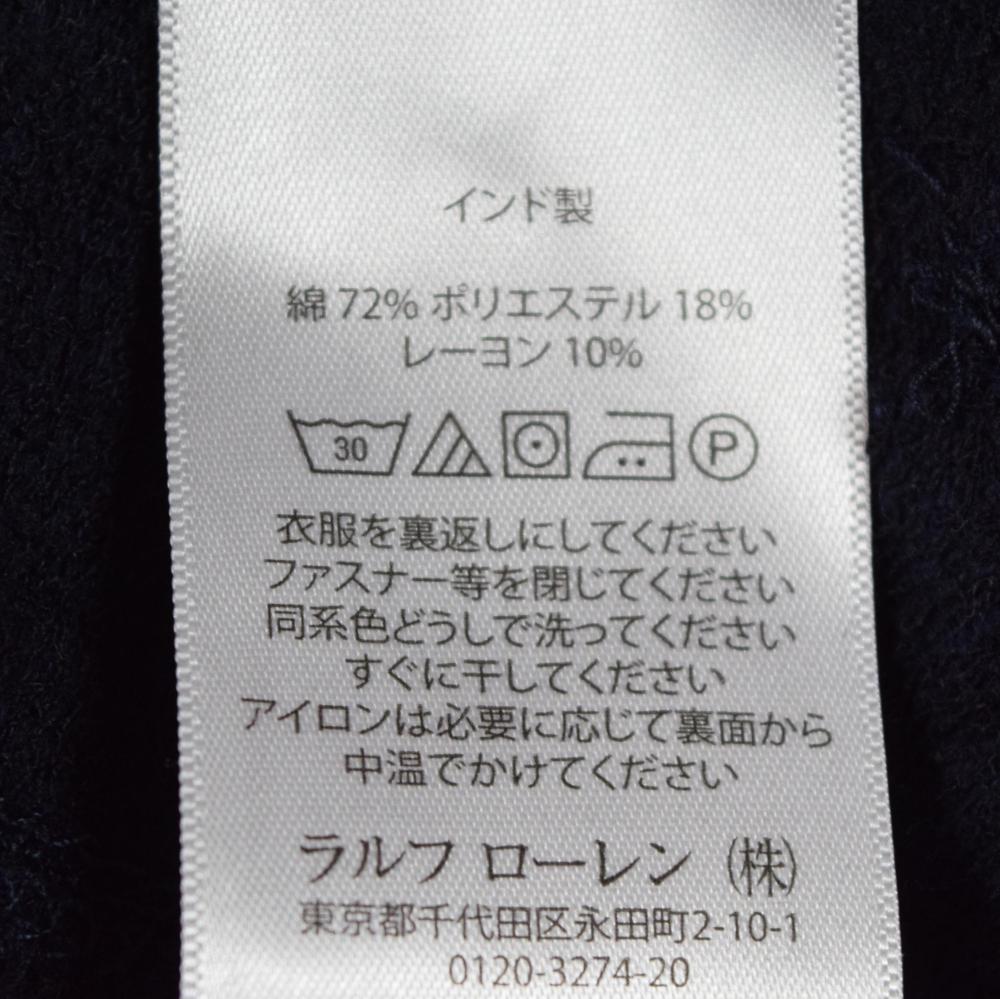 インド製
綿 72% ポリエステル 18%
レーヨン 10%
30 P
衣服を裏返しにしてください
ファスナー等を閉じてください
同系色どうしで洗ってください
すぐに干してください
アイロンは必要に応じて裏面から
中温でかけてください
ラルフ ローレン (株)
東京都千代田区永田町2-10-1
0120-3274-20